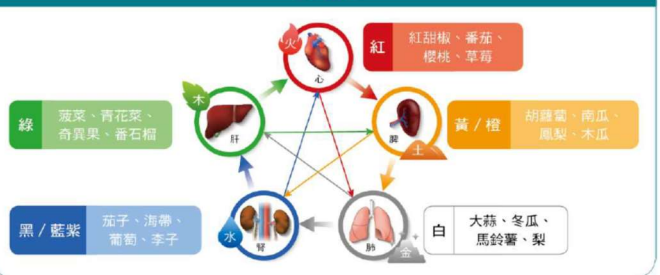 火
心
紅
紅甜椒、番茄、
櫻桃、草莓
木
肝
綠
菠菜、青花菜、
奇異果、番石榴
脾
土
黃/橙
胡蘿蔔、南瓜、
鳳梨、木瓜
水
腎
黑/藍紫
茄子、海帶、
葡萄、李子
肺
金
白
大蒜、冬瓜、
馬鈴薯、梨